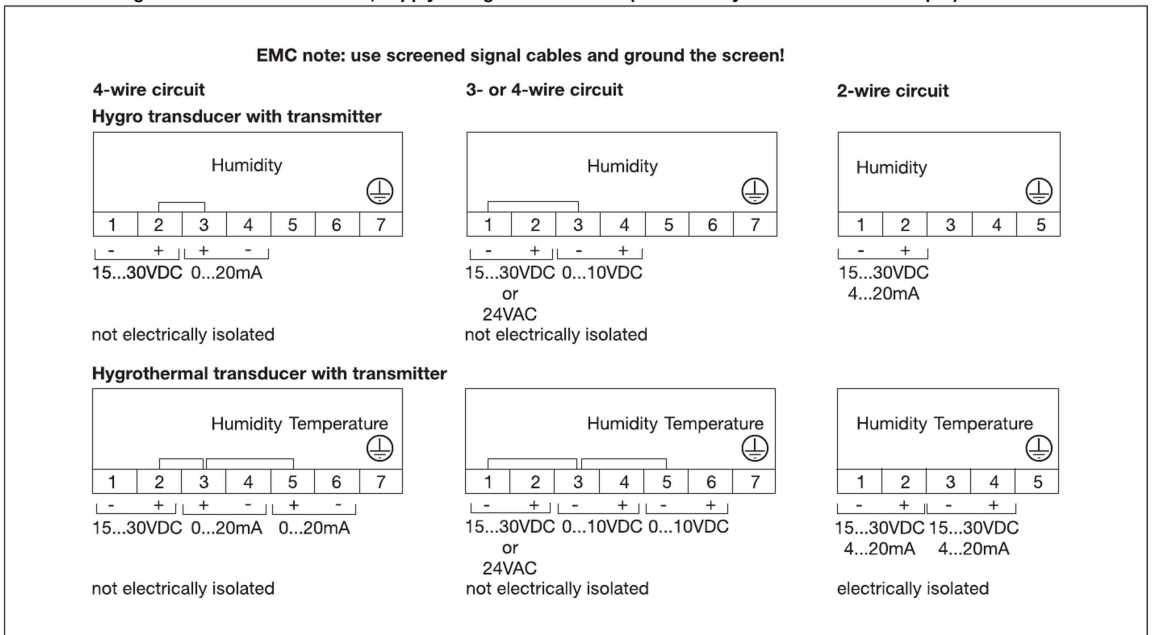 EMC note: use screened signal cables and ground the screen!
4-wire circuit 3- or 4-wire circuit 2-wire circuit
Hygro transducer with transmitter
Humidity Humidity Humidity
1 2 3 4 5 6 7 1 2 3 4 5 6 7 1 2 3 4 5
- + + - - + - + - +
15...30VDC 0...20mA 15...30VDC 0...10VDC 15...30VDC
or 4...20mA
24VAC
not electrically isolated not electrically isolated
Hygrothermal transducer with transmitter
Humidity Temperature Humidity Temperature Humidity Temperature
1 2 3 4 5 6 7 1 2 3 4 5 6 7 1 2 3 4 5
- + + - + - - + - + - + - + - +
15...30VDC 0...20mA 0...20mA 15...30VDC 0...10VDC 0...10VDC 15...30VDC 15...30VDC
or 4...20mA 4...20mA
24VAC
not electrically isolated not electrically isolated electrically isolated